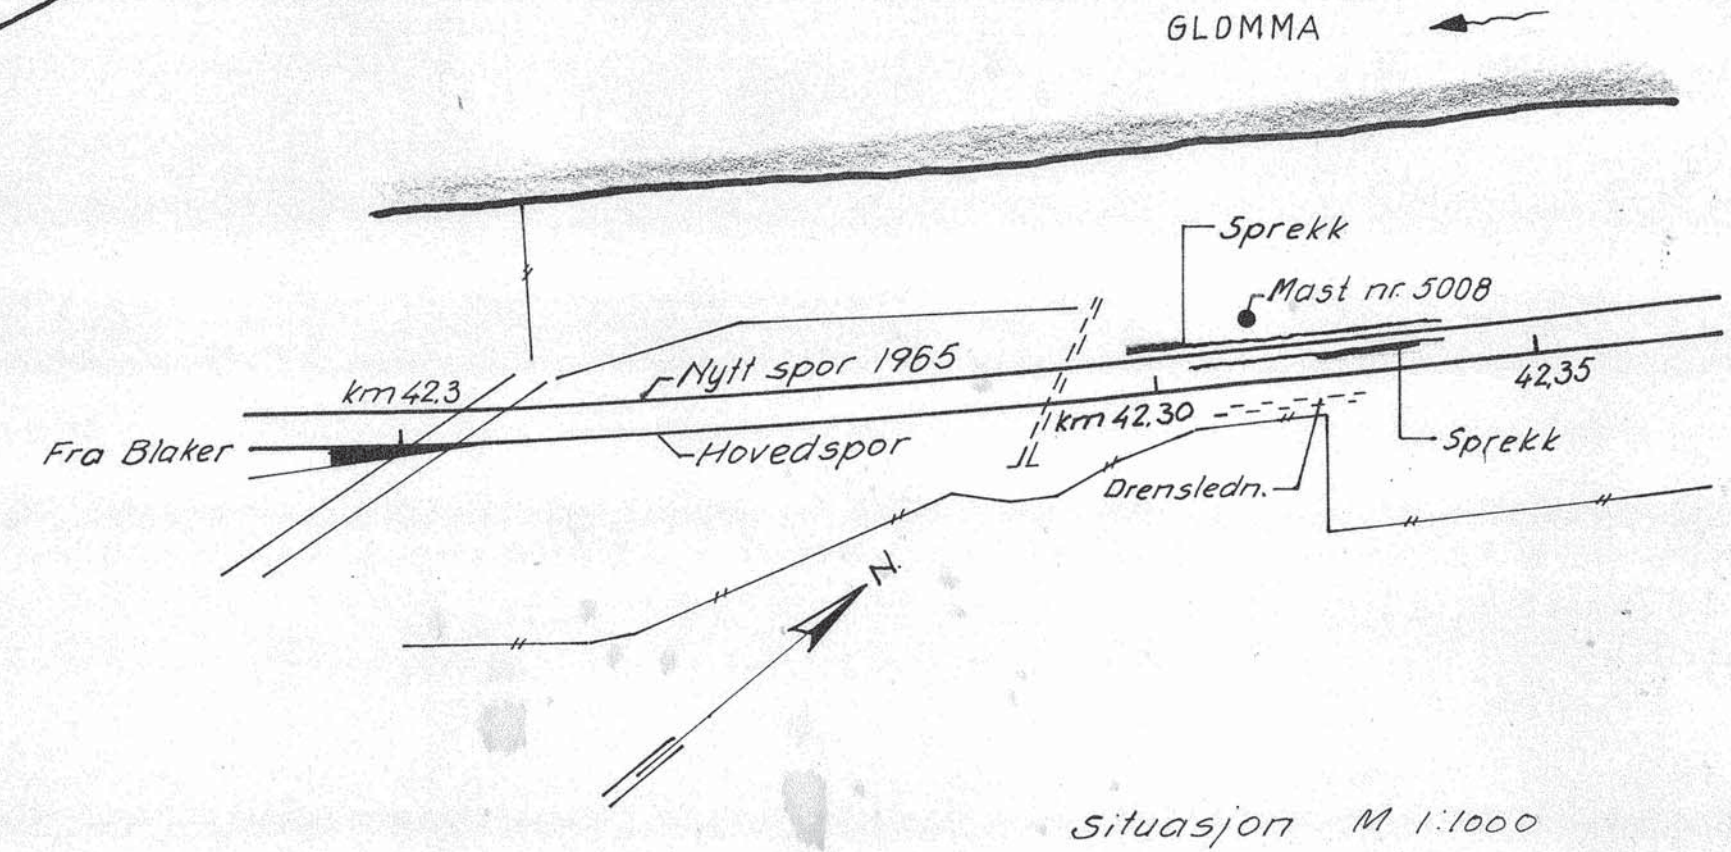 GLOMMA
Sprekk
Mast nr. 5008
Nytt spor 1965
km 42.3
42.35
km 42.30
Fra Blaker
Hovedspor
Sprekk
Drensledn.
N.
Situasjon M 1:1000